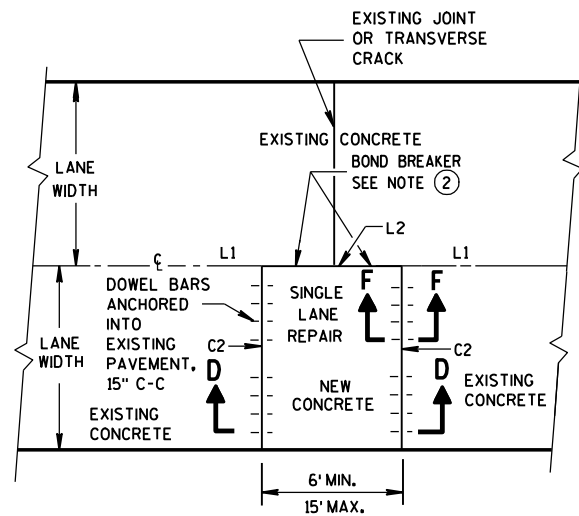 EXISTING JOINT
OR TRANSVERSE
CRACK
EXISTING CONCRETE
BOND BREAKER
SEE NOTE 2
LANE
WIDTH
L2
℄
L1
L1
DOWEL BARS
ANCHORED
INTO
EXISTING
PAVEMENT,
15" C-C
SINGLE
LANE
REPAIR
F
F
LANE
WIDTH
C2
C2
D
D
NEW
CONCRETE
EXISTING
CONCRETE
EXISTING
CONCRETE
6' MIN.
15' MAX.